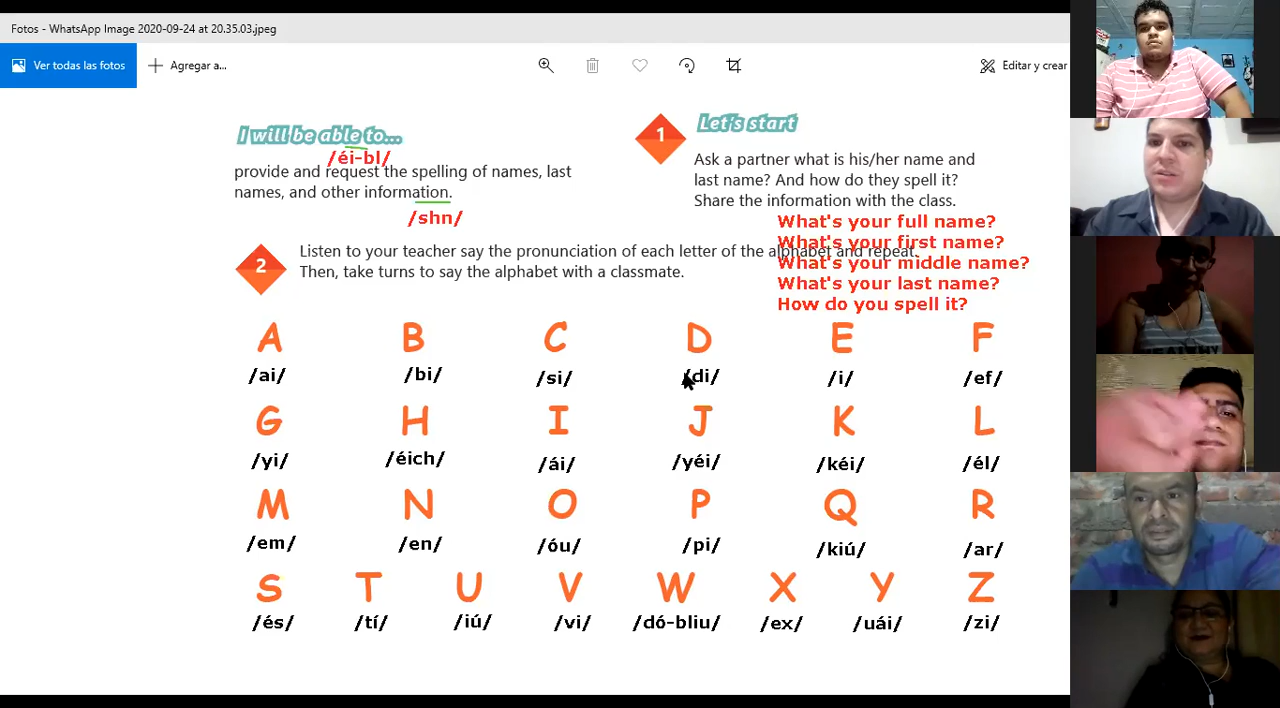 Fotos - WhatsApp Image 2020-09-24 at 20.35.03.jpeg
Ver todas las fotos
Agregar a...
Editar y crear
I will be able to...
/éi-bl/
provide and request the spelling of names, last
names, and other information.
/shn/
1
Let's start
Ask a partner what is his/her name and
last name? And how do they spell it?
Share the information with the class.
What's your full name?
What's your first name?
What's your middle name?
What's your last name?
How do you spell it?
2
Listen to your teacher say the pronunciation of each letter of the alphabet and repeat.
Then, take turns to say the alphabet with a classmate.
A B C D E F
/ai/ /bi/ /si/ /di/ /i/ /ef/
G H I J K L
/yi/ /éich/ /ái/ /yéi/ /kéi/ /él/
M N O P Q R
/em/ /en/ /óu/ /pi/ /kiú/ /ar/
S T U V W X Y Z
/és/ /tí/ /iú/ /vi/ /dó-bliu/ /ex/ /uái/ /zi/
HEALTHY